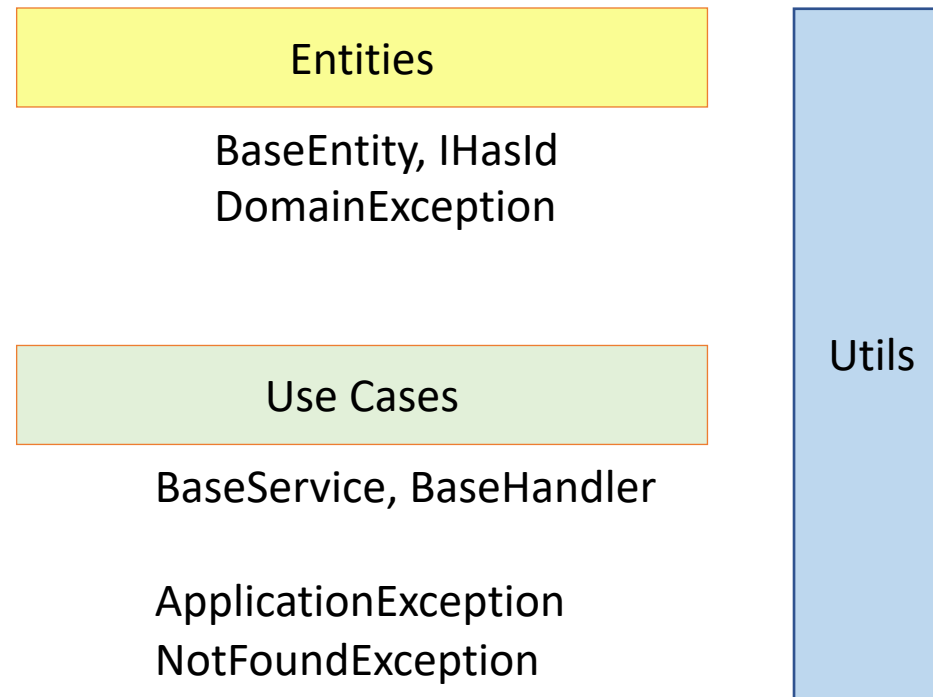 Entities
BaseEntity, IHasId
DomainException
Utils
Use Cases
BaseService, BaseHandler
ApplicationException
NotFoundException